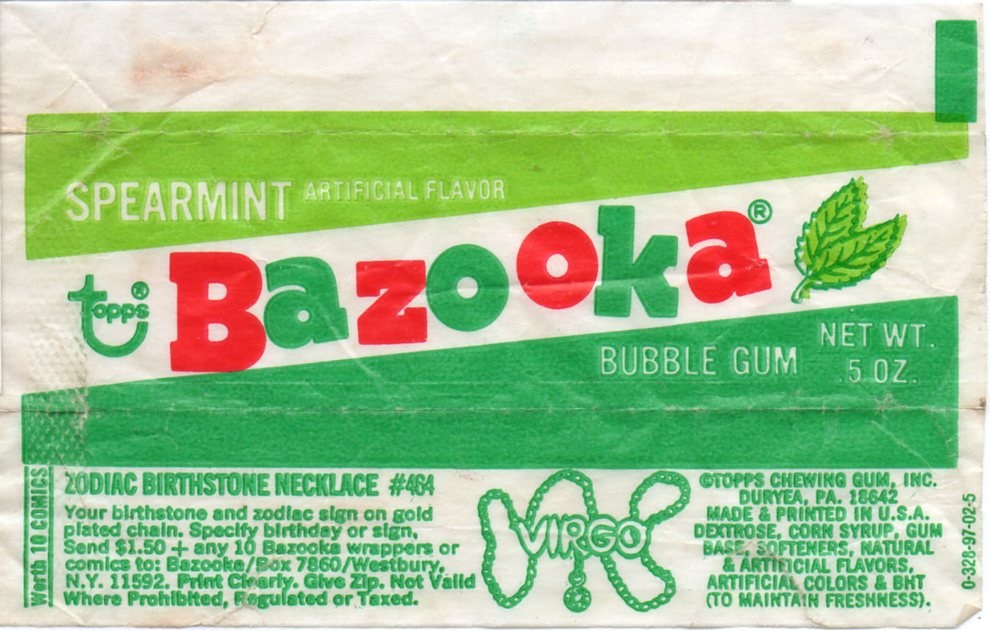 SPEARMINT ARTIFICIAL FLAVOR
topps®
Bazooka®
BUBBLE GUM
NET WT.
.5 OZ.
Worth 10 COMICS
ZODIAC BIRTHSTONE NECKLACE #464
Your birthstone and zodiac sign on gold
plated chain. Specify birthday or sign,
Send $1.50 + any 10 Bazooka wrappers or
comics to: Bazooka/Box 7860/Westbury,
N.Y. 11592. Print Clearly. Give Zip. Not Valid
Where Prohibited, Regulated or Taxed.
VIRGO
©TOPPS CHEWING GUM, INC.
DURYEA, PA. 18642
MADE & PRINTED IN U.S.A.
DEXTROSE, CORN SYRUP, GUM
BASE, SOFTENERS, NATURAL
& ARTIFICIAL FLAVORS,
ARTIFICIAL COLORS & BHT
(TO MAINTAIN FRESHNESS).
0-328-97-02-5